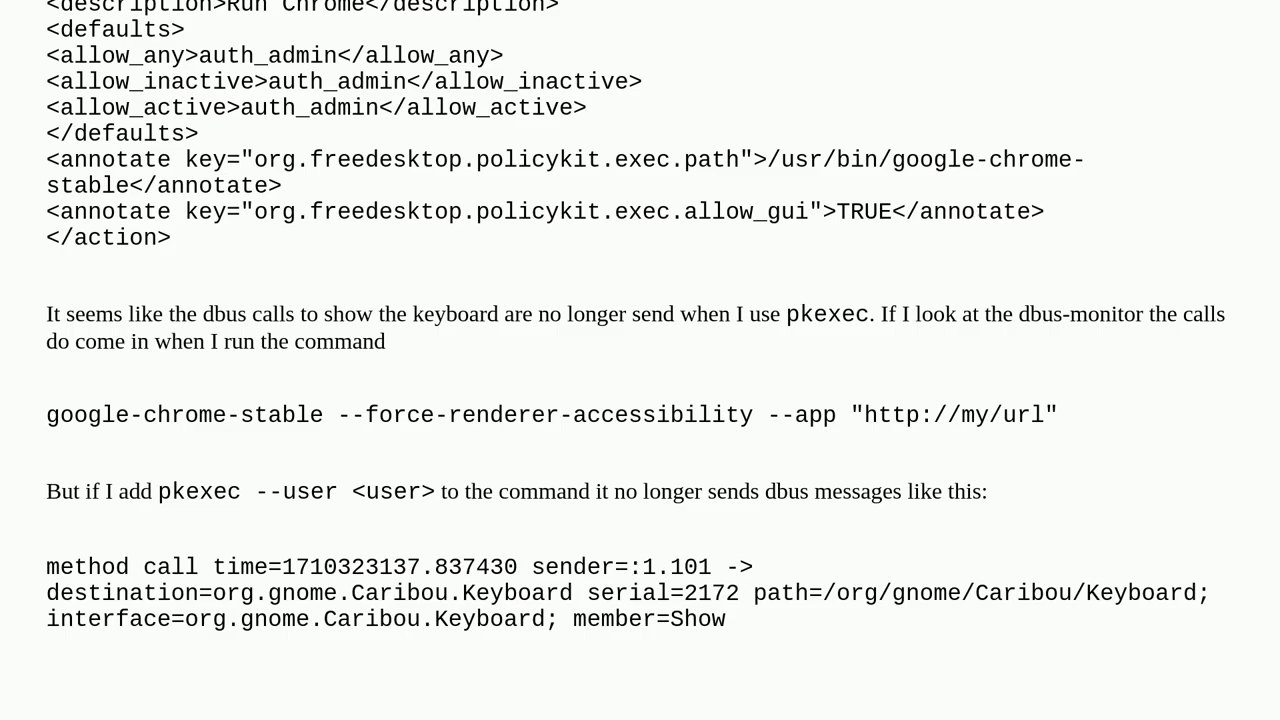 <description>Run Chrome</description>
<defaults>
<allow_any>auth_admin</allow_any>
<allow_inactive>auth_admin</allow_inactive>
<allow_active>auth_admin</allow_active>
</defaults>
<annotate key="org.freedesktop.policykit.exec.path">/usr/bin/google-chrome-
stable</annotate>
<annotate key="org.freedesktop.policykit.exec.allow_gui">TRUE</annotate>
</action>
It seems like the dbus calls to show the keyboard are no longer send when I use pkexec. If I look at the dbus-monitor the calls
do come in when I run the command
google-chrome-stable --force-renderer-accessibility --app "http://my/url"
But if I add pkexec --user <user> to the command it no longer sends dbus messages like this:
method call time=1710323137.837430 sender=:1.101 ->
destination=org.gnome.Caribou.Keyboard serial=2172 path=/org/gnome/Caribou/Keyboard;
interface=org.gnome.Caribou.Keyboard; member=Show